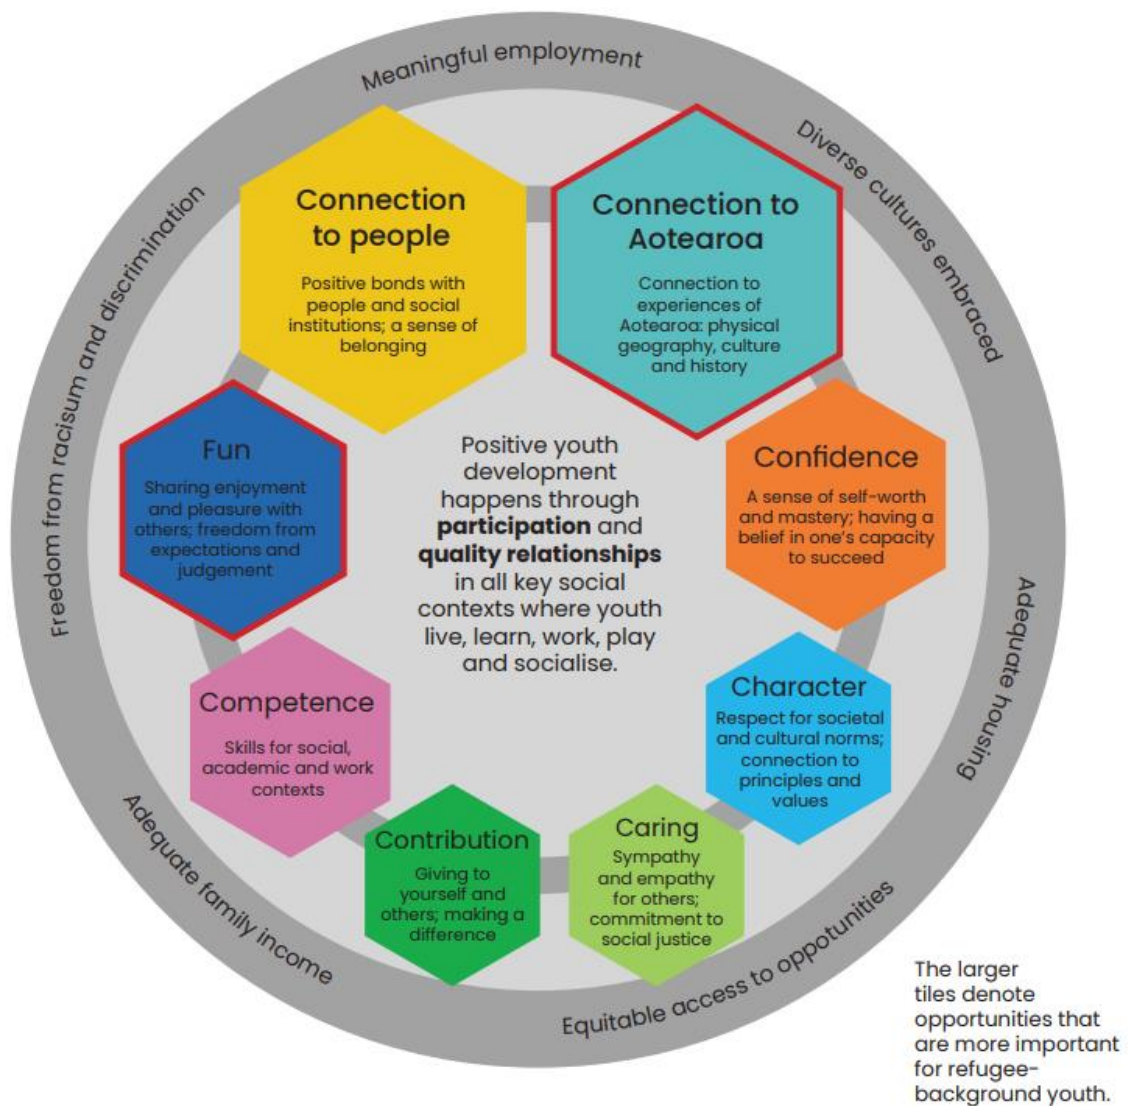 Meaningful employment
Diverse cultures embraced
Adequate housing
Equitable access to oppotunities
Adequate family income
Freedom from racisum and discrimination
Connection
to people
Positive bonds with
people and social
institutions; a sense of
belonging
Connection to
Aotearoa
Connection to
experiences of
Aotearoa: physical
geography, culture
and history
Fun
Sharing enjoyment
and pleasure with
others; freedom from
expectations and
judgement
Positive youth
development
happens through
participation and
quality relationships
in all key social
contexts where youth
live, learn, work, play
and socialise.
Confidence
A sense of self-worth
and mastery; having a
belief in one's capacity
to succeed
Competence
Skills for social,
academic and work
contexts
Character
Respect for societal
and cultural norms;
connection to
principles and
values
Contribution
Giving to
yourself and
others; making a
difference
Caring
Sympathy
and empathy
for others;
commitment to
social justice
The larger
tiles denote
opportunities that
are more important
for refugee-
background youth.